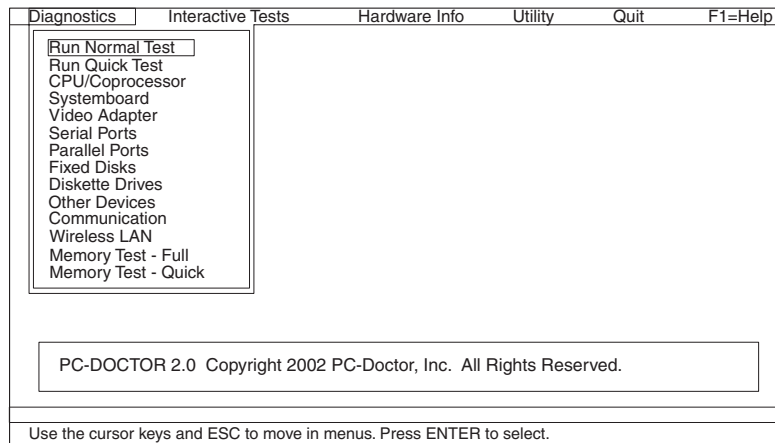 Diagnostics Interactive Tests Hardware Info Utility Quit F1=Help
Run Normal Test
Run Quick Test
CPU/Coprocessor
Systemboard
Video Adapter
Serial Ports
Parallel Ports
Fixed Disks
Diskette Drives
Other Devices
Communication
Wireless LAN
Memory Test - Full
Memory Test - Quick
PC-DOCTOR 2.0 Copyright 2002 PC-Doctor, Inc. All Rights Reserved.
Use the cursor keys and ESC to move in menus. Press ENTER to select.